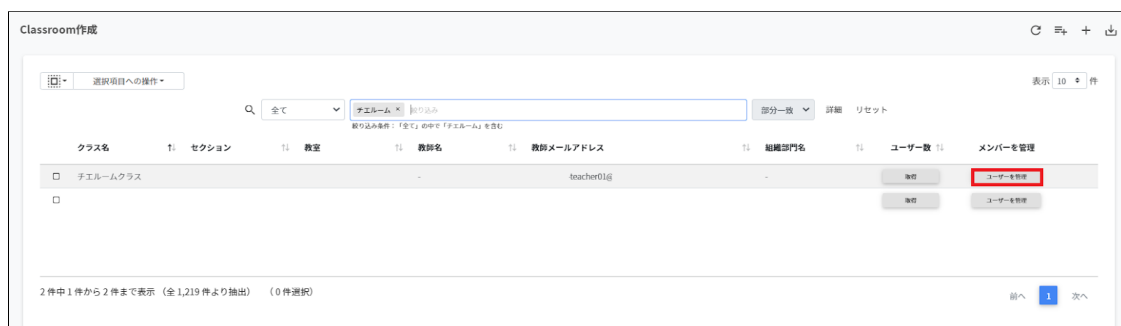 Classroom作成
選択項目への操作
表示 10 件
全て チエルーム × 絞り込み 部分一致 詳細 リセット
絞り込み条件:「全て」の中で「チエルーム」を含む
クラス名 セクション 教室 教師名 教師メールアドレス 組織部門名 ユーザー数 メンバーを管理
チエルームクラス - teacher01@ - 取得 ユーザーを管理
取得 ユーザーを管理
2 件中 1 件から 2 件まで表示 (全 1,219 件より抽出) (0 件選択)
前へ 1 次へ